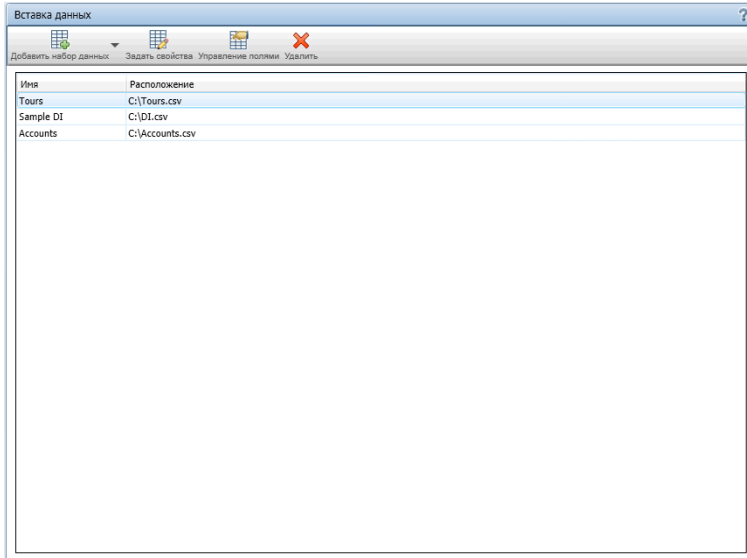 Вставка данных ?
Добавить набор данных Задать свойства Управление полями Удалить
Имя Расположение
Tours C:\Tours.csv
Sample DI C:\DI.csv
Accounts C:\Accounts.csv